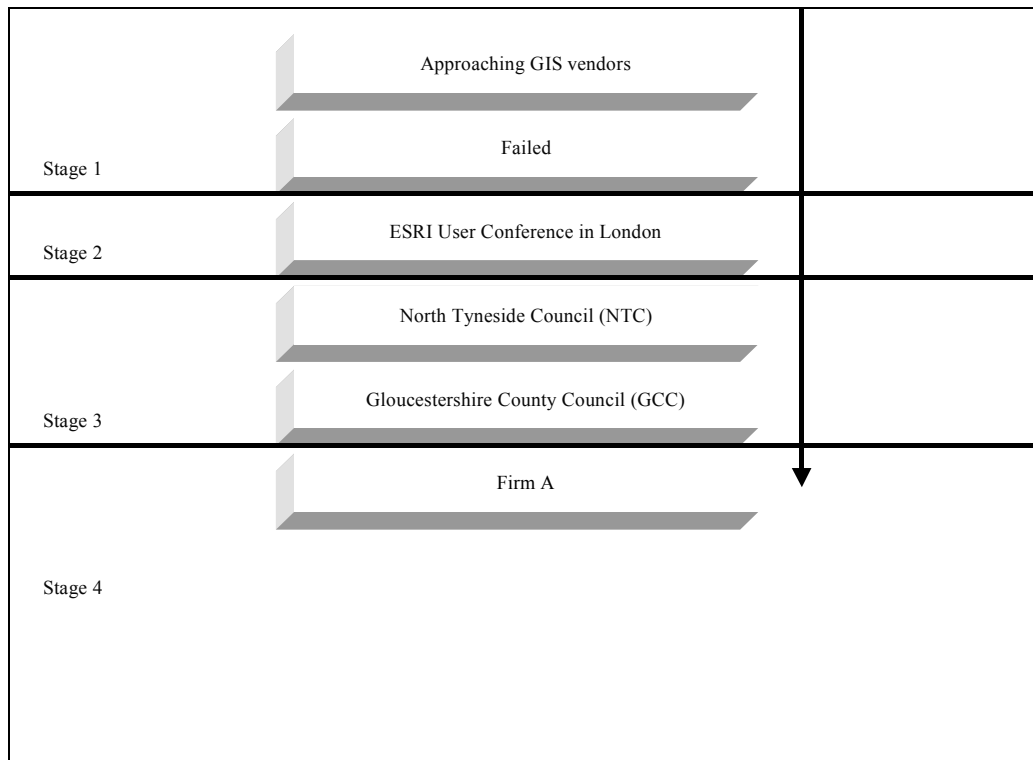 Approaching GIS vendors
Failed
Stage 1
ESRI User Conference in London
Stage 2
North Tyneside Council (NTC)
Gloucestershire County Council (GCC)
Stage 3
Firm A
Stage 4